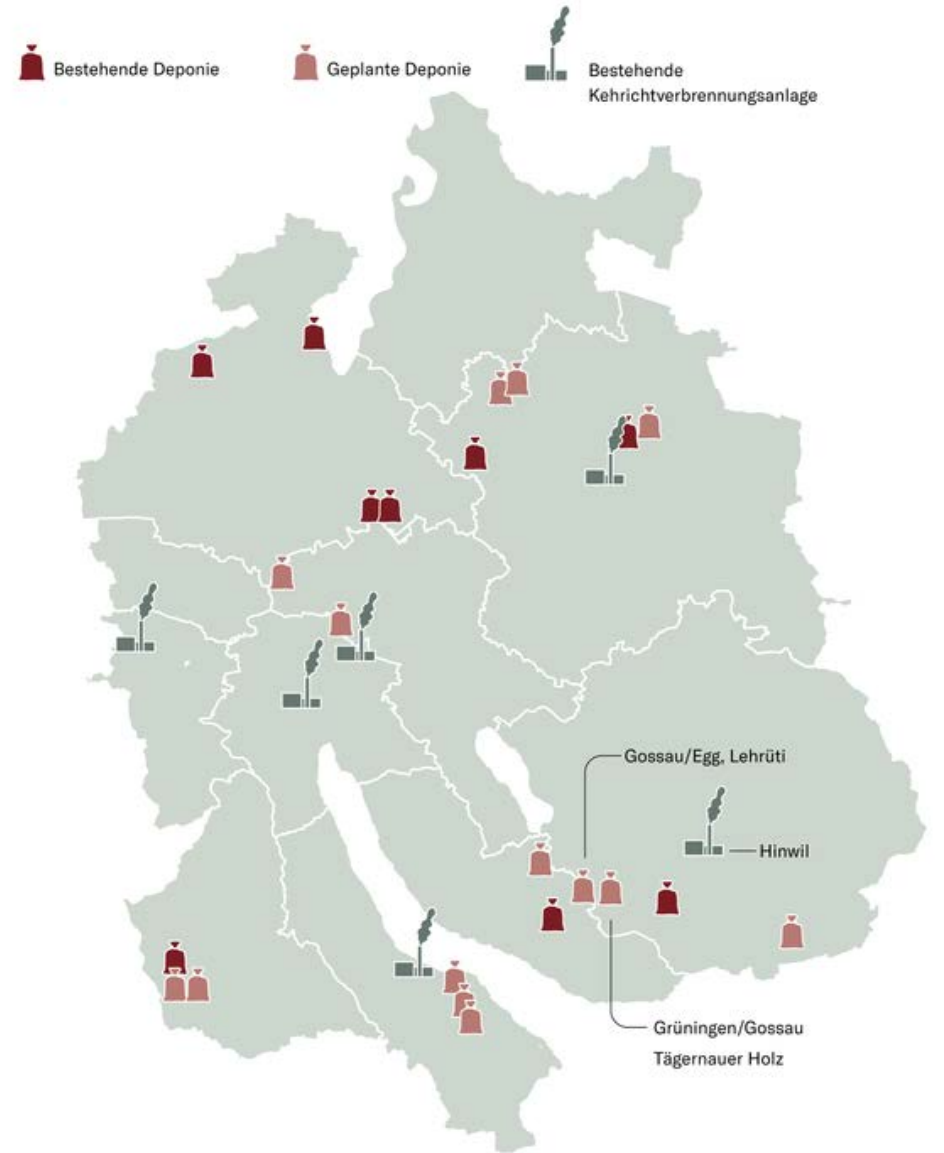 Bestehende Deponie
Geplante Deponie
Bestehende
Kehrichtverbrennungsanlage
Gossau/Egg, Lehrüti
Hinwil
Grüningen/Gossau
Tägernauer Holz